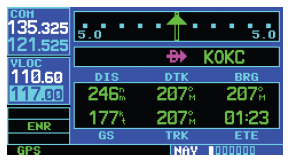 COM
135.325
121.525
VLOC
110.60
117.00
ENR
GPS
5.0 5.0
D KOKC
DIS DTK BRG
246nm 207°M 207°M
177kt 207°M 01:23
GS TRK ETE
NAV